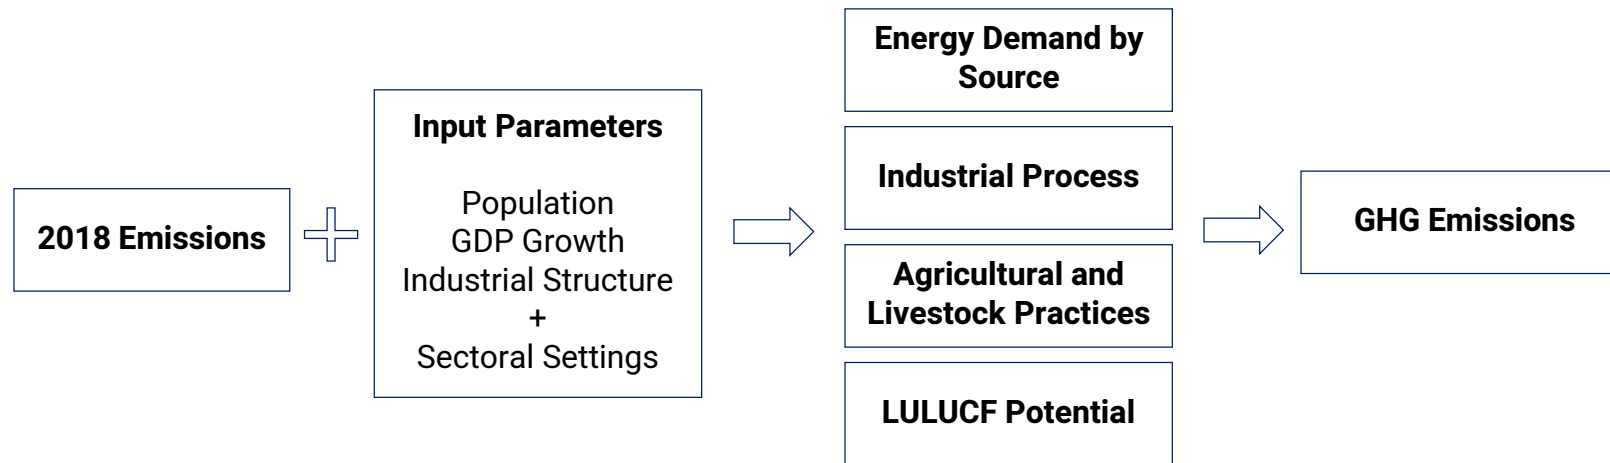 2018 Emissions
Input Parameters
Population
GDP Growth
Industrial Structure
+
Sectoral Settings
Energy Demand by
Source
Industrial Process
Agricultural and
Livestock Practices
LULUCF Potential
GHG Emissions